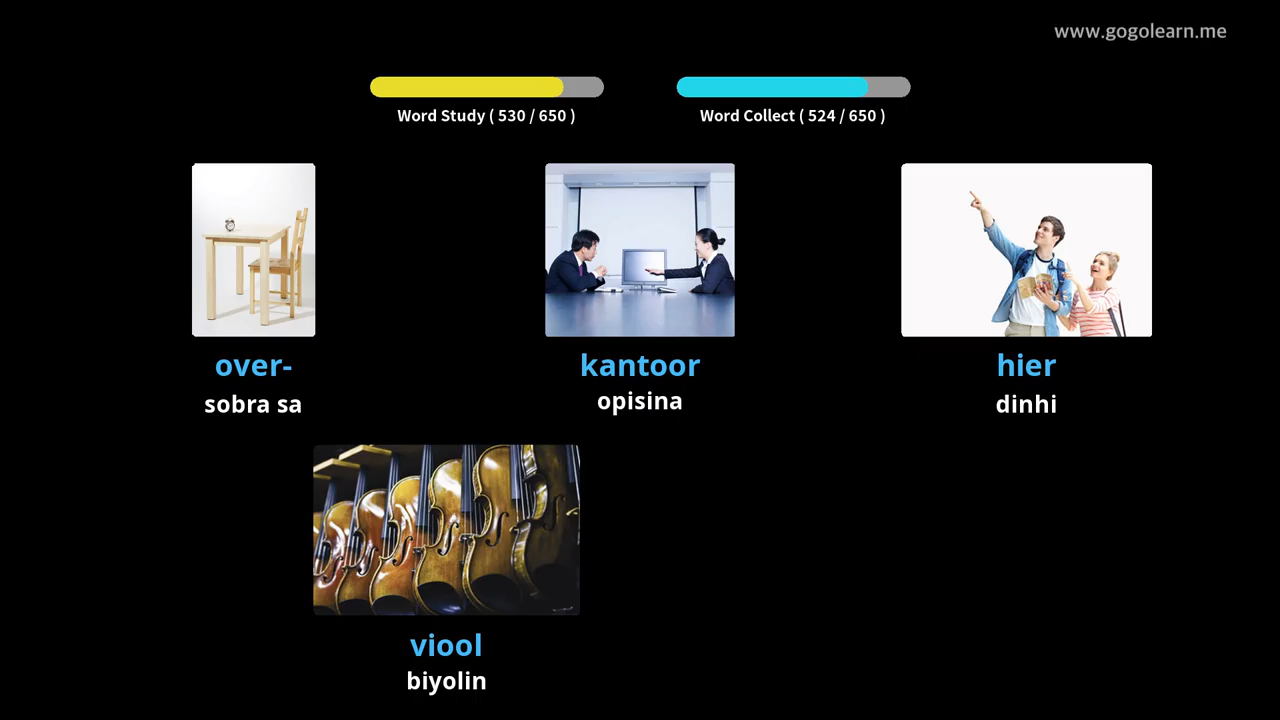 www.gogolearn.me
Word Study ( 530 / 650 )
Word Collect ( 524 / 650 )
over-
sobra sa
kantoor
opisina
hier
dinhi
viool
biyolin